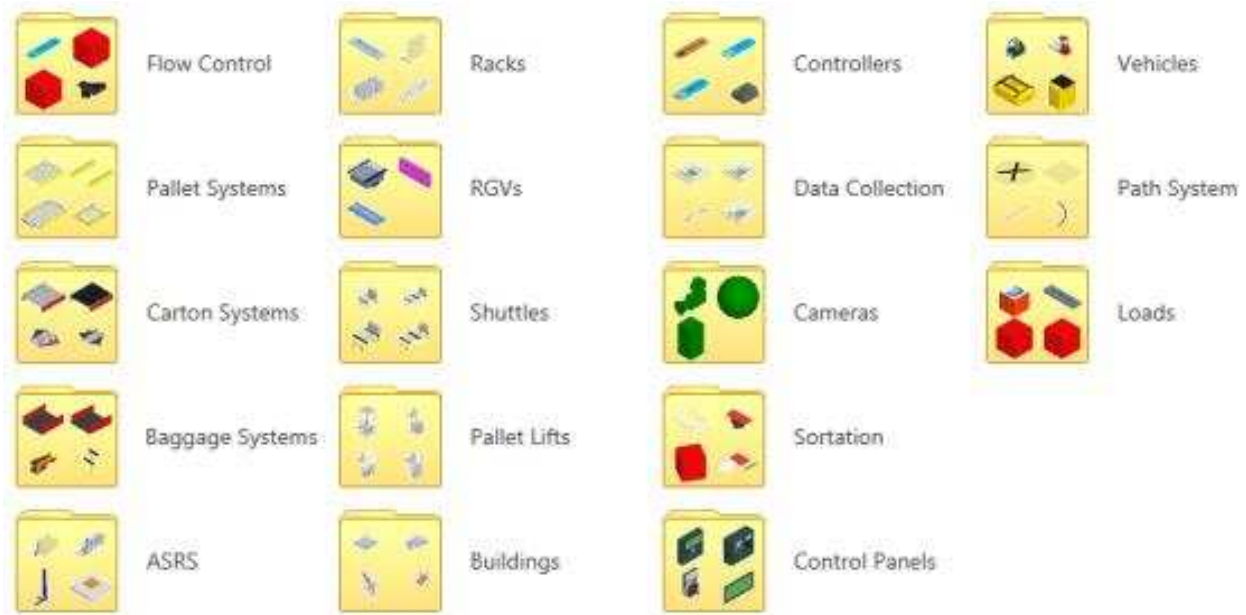 Flow Control
Racks
Controllers
Vehicles
Pallet Systems
RGVs
Data Collection
Path System
Carton Systems
Shuttles
Cameras
Loads
Baggage Systems
Pallet Lifts
Sortation
ASRS
Buildings
Control Panels